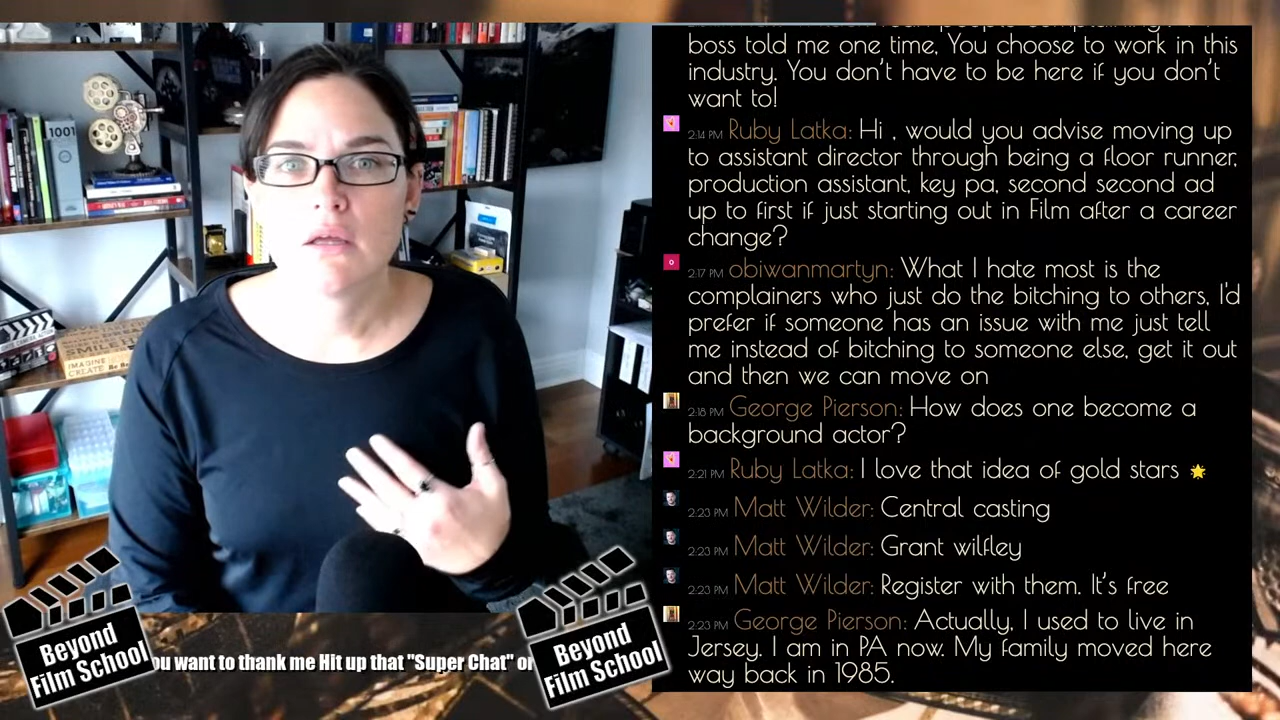 boss told me one time, You choose to work in this
industry. You don't have to be here if you don't
want to!
2:14 PM Ruby Latka: Hi , would you advise moving up
to assistant director through being a floor runner,
production assistant, key pa, second second ad
up to first if just starting out in Film after a career
change?
2:17 PM obiwanmartyn: What I hate most is the
complainers who just do the bitching to others, I'd
prefer if someone has an issue with me just tell
me instead of bitching to someone else, get it out
and then we can move on
2:18 PM George Pierson: How does one become a
background actor?
2:21 PM Ruby Latka: I love that idea of gold stars
2:23 PM Matt Wilder: Central casting
2:23 PM Matt Wilder: Grant wilfley
2:23 PM Matt Wilder: Register with them. It's free
2:23 PM George Pierson: Actually, I used to live in
Jersey. I am in PA now. My family moved here
way back in 1985.
1001
IMAGINE
CREATE
Beyond
Film School
ou want to thank me Hit up that "Super Chat" or
Beyond
Film School